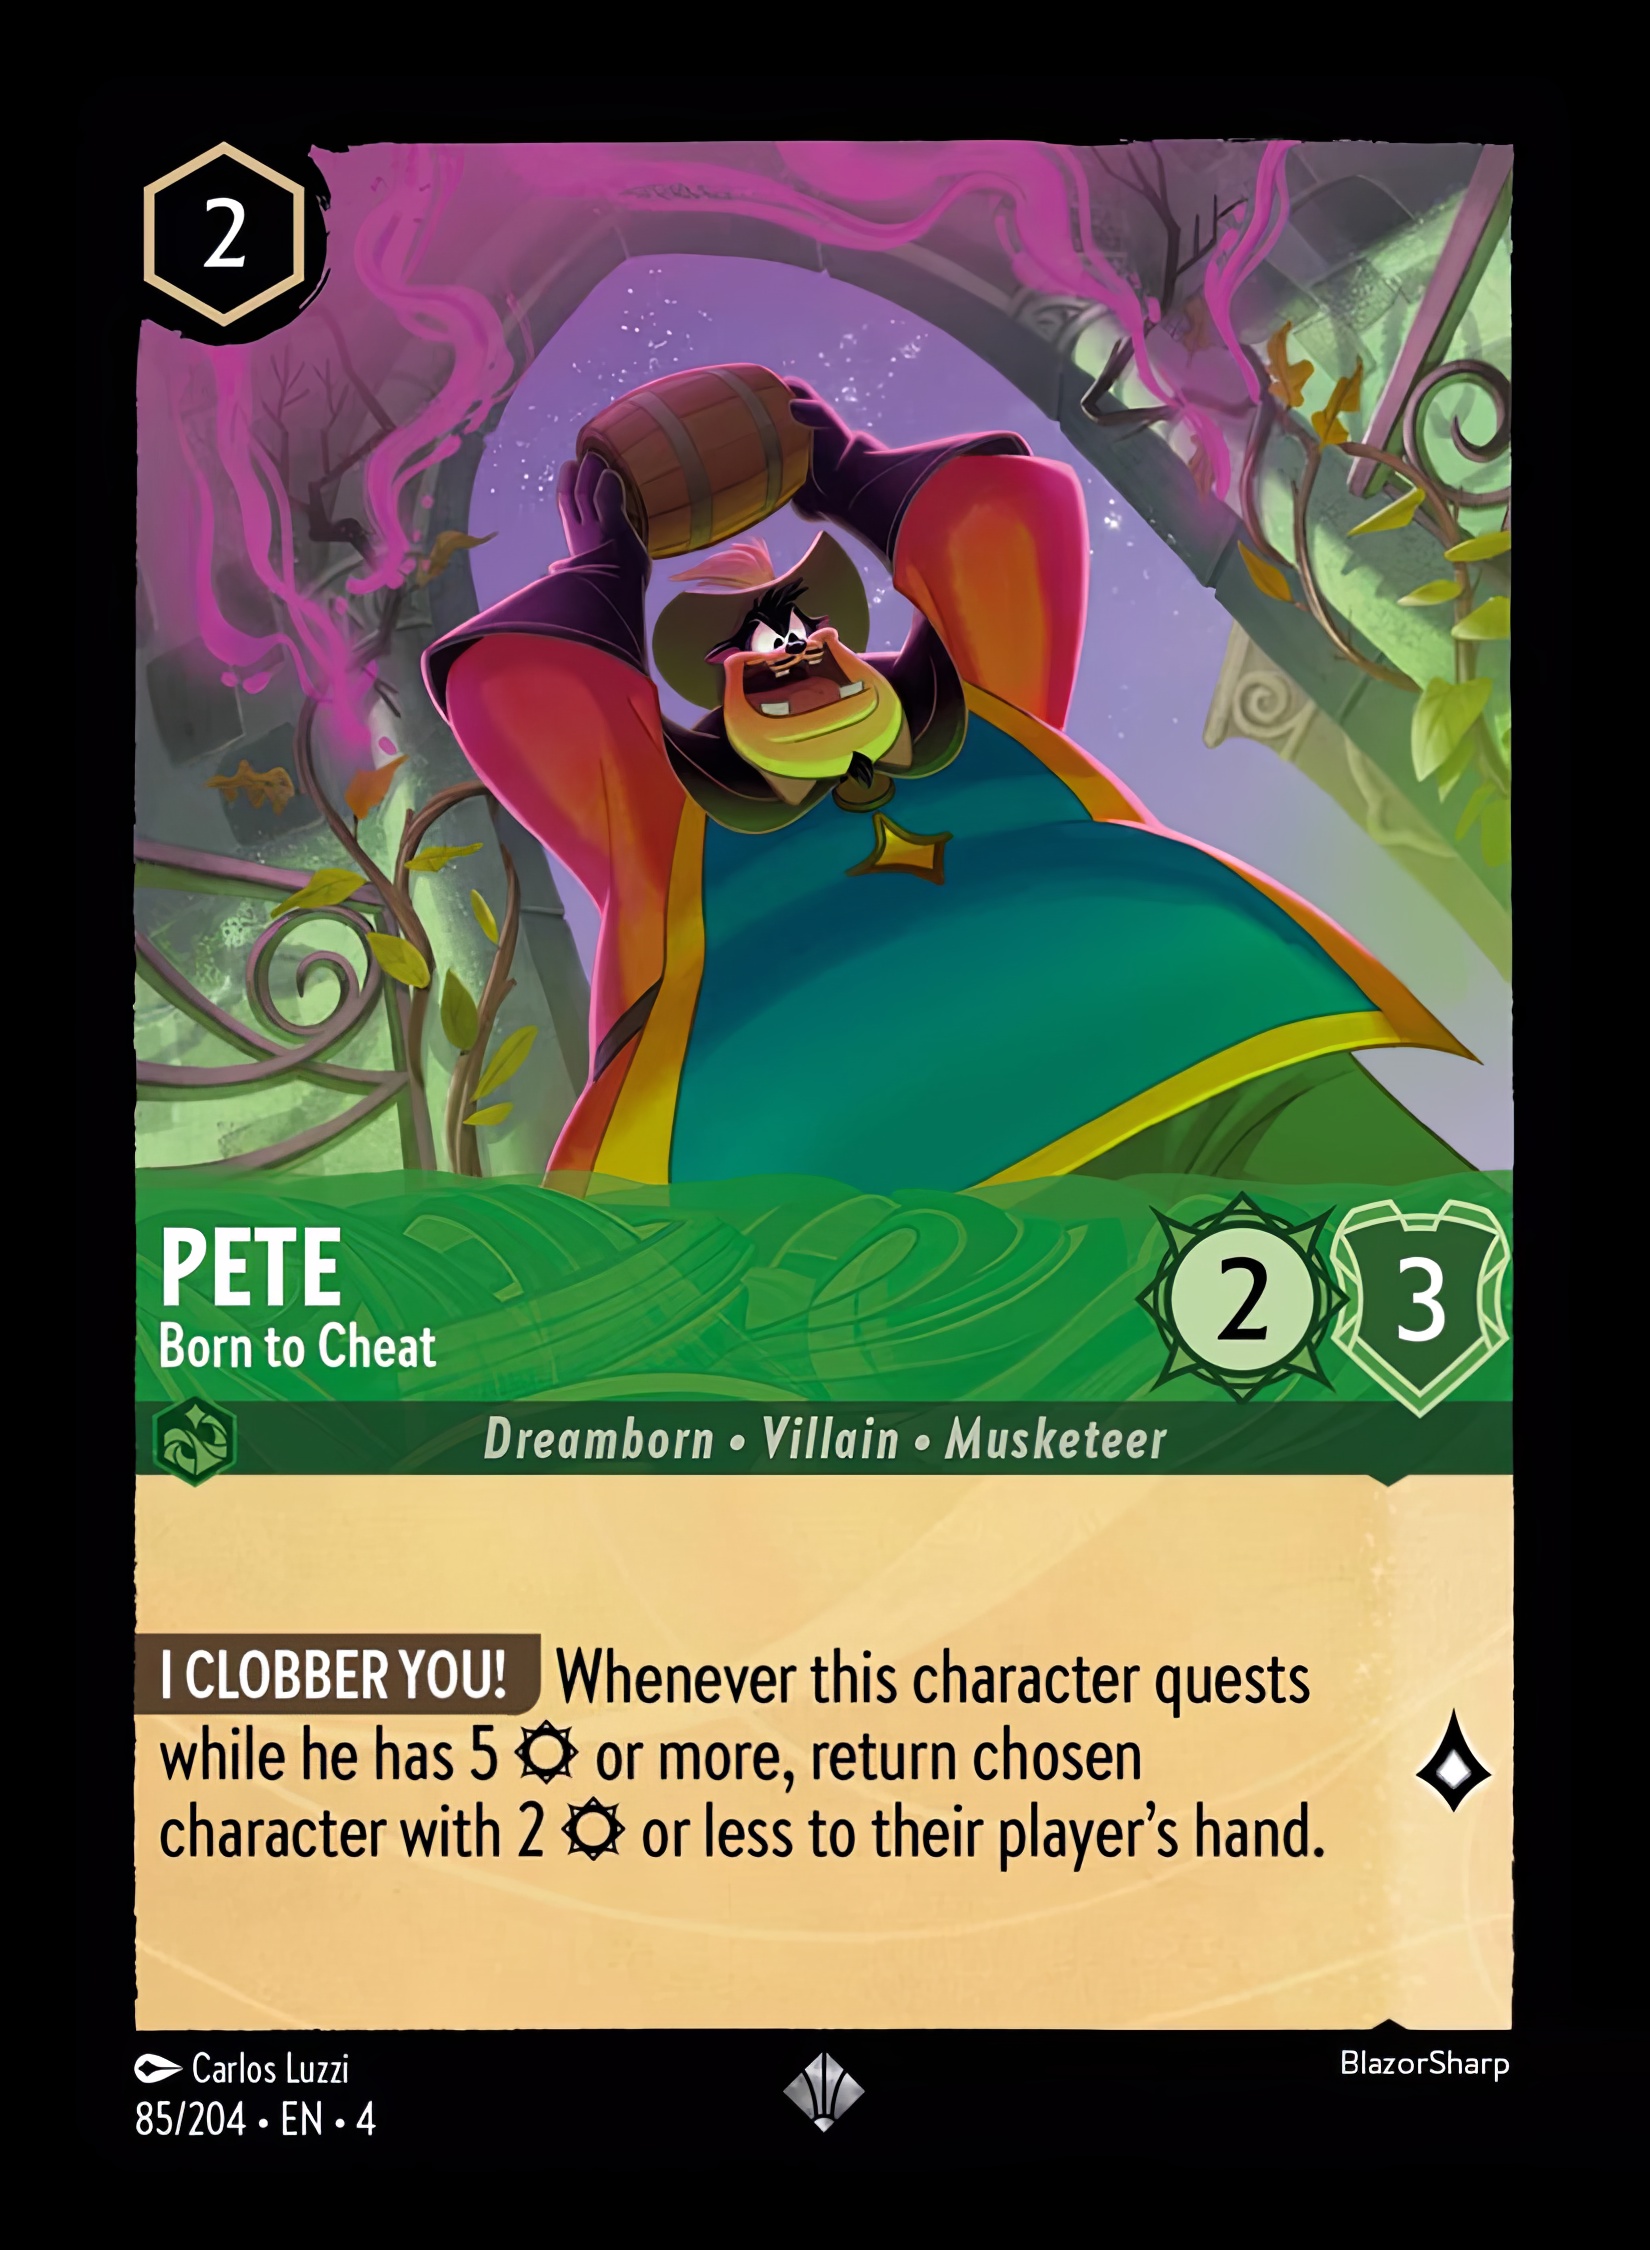 2
PETE
Born to Cheat
2 3
Dreamborn • Villain • Musketeer
I CLOBBER YOU! Whenever this character quests
while he has 5 or more, return chosen
character with 2 or less to their player’s hand.
Carlos Luzzi
BlazorSharp
85/204 • EN • 4